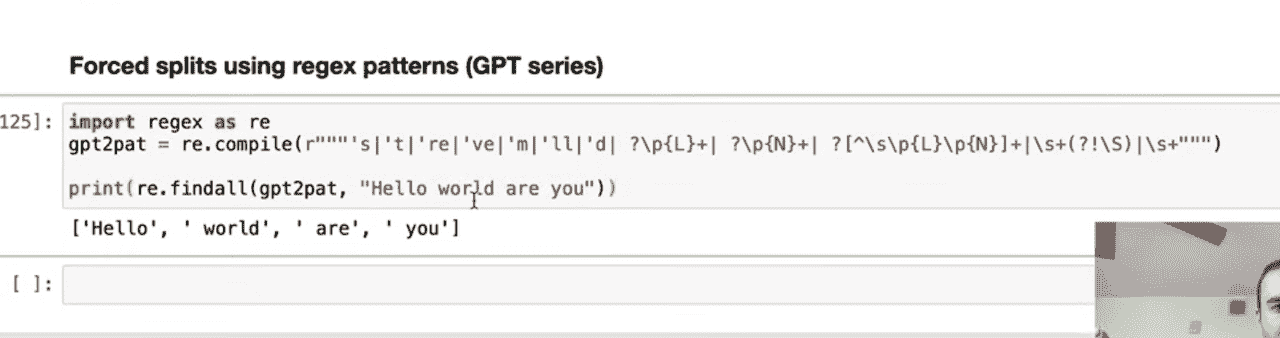 Forced splits using regex patterns (GPT series)
125]:
import regex as re
gpt2pat = re.compile(r"""'s|'t|'re|'ve|'m|'ll|'d| ?\p{L}+| ?\p{N}+| ?[^\s\p{L}\p{N}]+|\s+(?!\S)|\s+""")
print(re.findall(gpt2pat, "Hello world are you"))
['Hello', ' world', ' are', ' you']
[ ]: